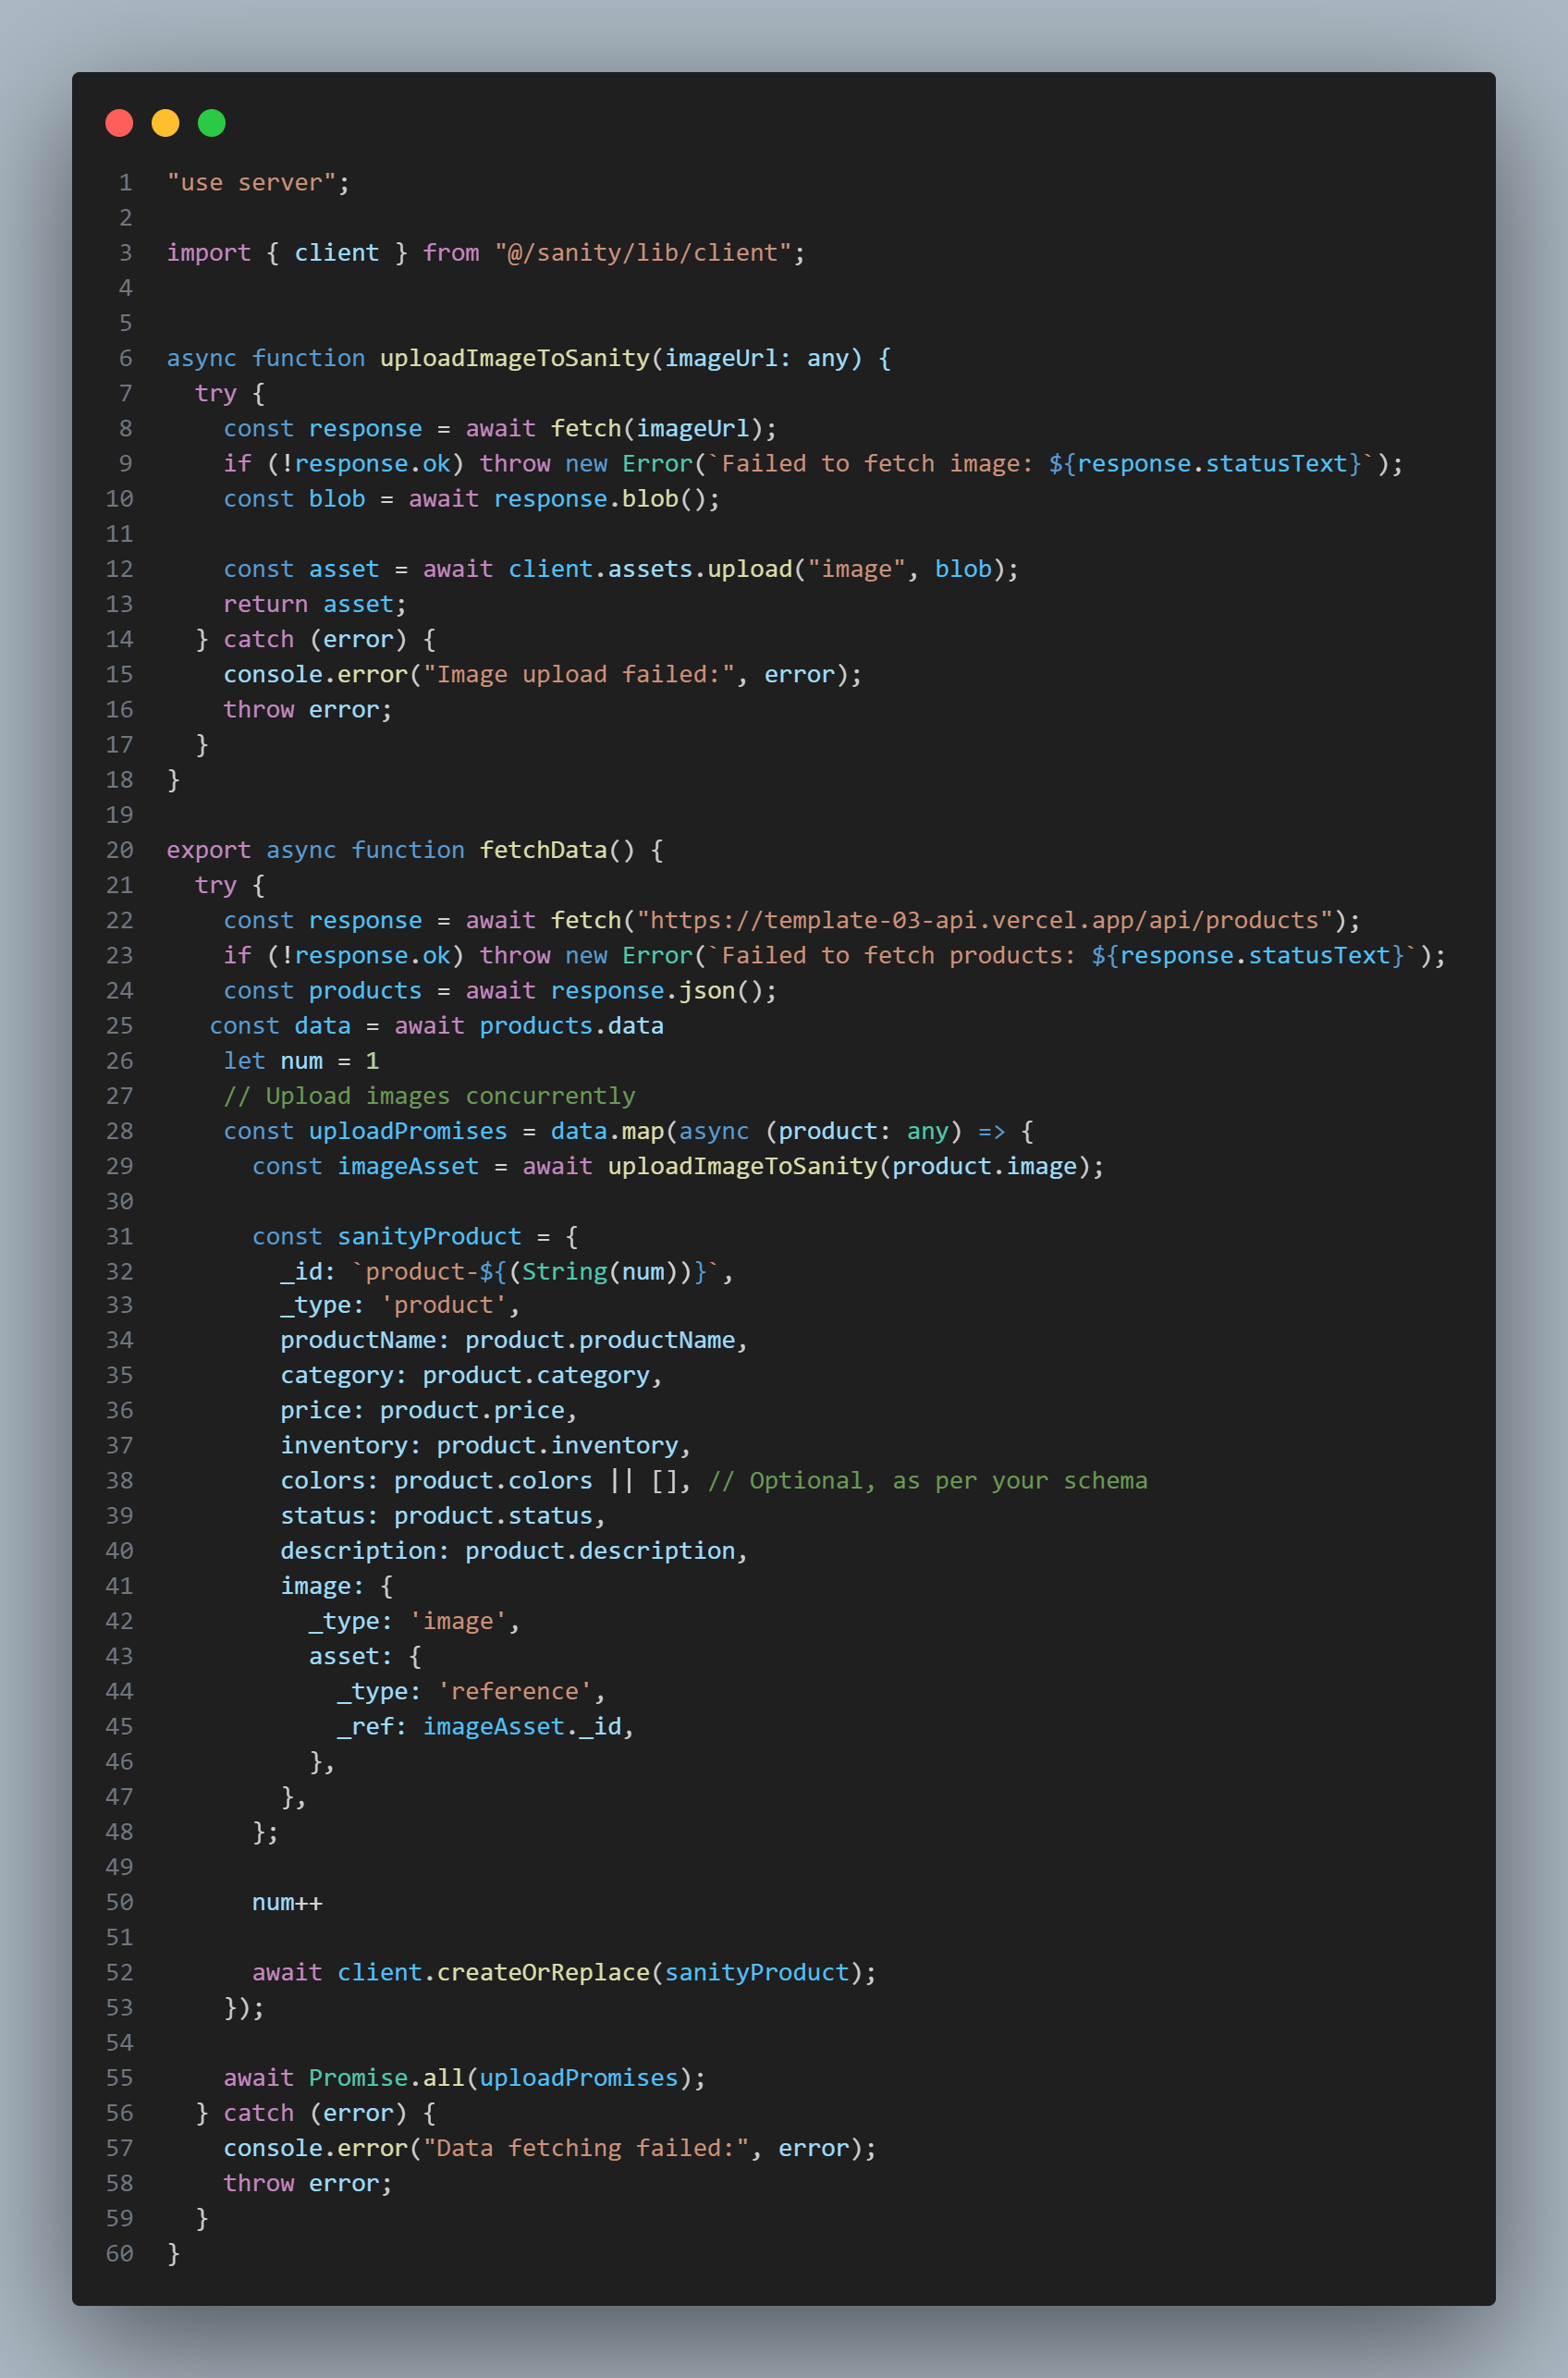 1 "use server";
2
3 import { client } from "@/sanity/lib/client";
4
5
6 async function uploadImageToSanity(imageUrl: any) {
7   try {
8     const response = await fetch(imageUrl);
9     if (!response.ok) throw new Error(`Failed to fetch image: ${response.statusText}`);
10     const blob = await response.blob();
11
12     const asset = await client.assets.upload("image", blob);
13     return asset;
14   } catch (error) {
15     console.error("Image upload failed:", error);
16     throw error;
17   }
18 }
19
20 export async function fetchData() {
21   try {
22     const response = await fetch("https://template-03-api.vercel.app/api/products");
23     if (!response.ok) throw new Error(`Failed to fetch products: ${response.statusText}`);
24     const products = await response.json();
25    const data = await products.data
26     let num = 1
27     // Upload images concurrently
28     const uploadPromises = data.map(async (product: any) => {
29       const imageAsset = await uploadImageToSanity(product.image);
30
31       const sanityProduct = {
32         _id: `product-${(String(num))}`,
33         _type: 'product',
34         productName: product.productName,
35         category: product.category,
36         price: product.price,
37         inventory: product.inventory,
38         colors: product.colors || [], // Optional, as per your schema
39         status: product.status,
40         description: product.description,
41         image: {
42           _type: 'image',
43           asset: {
44             _type: 'reference',
45             _ref: imageAsset._id,
46           },
47         },
48       };
49
50       num++
51
52       await client.createOrReplace(sanityProduct);
53     });
54
55     await Promise.all(uploadPromises);
56   } catch (error) {
57     console.error("Data fetching failed:", error);
58     throw error;
59   }
60 }